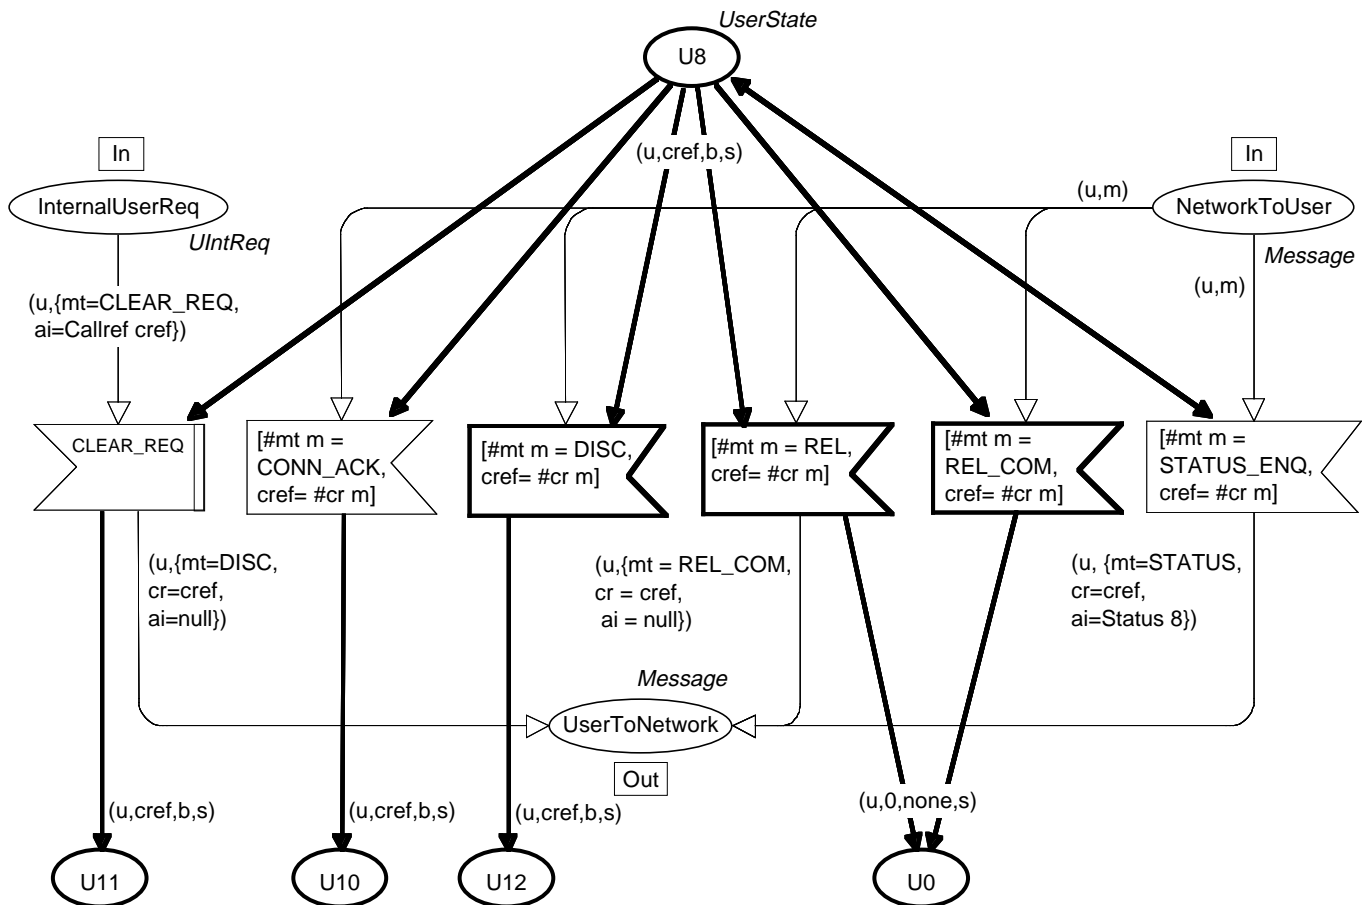 UserState
U8
In
In
(u,cref,b,s)
InternalUserReq
(u,m)
NetworkToUser
UIntReq
Message
(u,m)
(u,{mt=CLEAR_REQ,
ai=Callref cref})
CLEAR_REQ
[#mt m =
CONN_ACK,
cref= #cr m]
[#mt m = DISC,
cref= #cr m]
[#mt m = REL,
cref= #cr m]
[#mt m =
REL_COM,
cref= #cr m]
[#mt m =
STATUS_ENQ,
cref= #cr m]
(u,{mt=DISC,
cr=cref,
ai=null})
(u,{mt = REL_COM,
cr = cref,
ai = null})
(u, {mt=STATUS,
cr=cref,
ai=Status 8})
Message
UserToNetwork
Out
(u,cref,b,s)
(u,cref,b,s)
(u,cref,b,s)
(u,0,none,s)
U11
U10
U12
U0